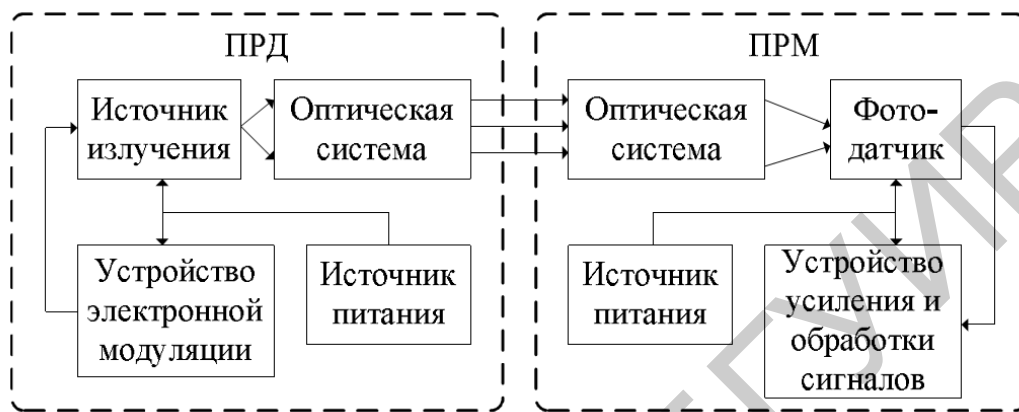 ПРД
Источник
излучения
Оптическая
система
Устройство
электронной
модуляции
Источник
питания
ПРМ
Оптическая
система
Фото-
датчик
Источник
питания
Устройство
усиления и
обработки
сигналов
БГУИР